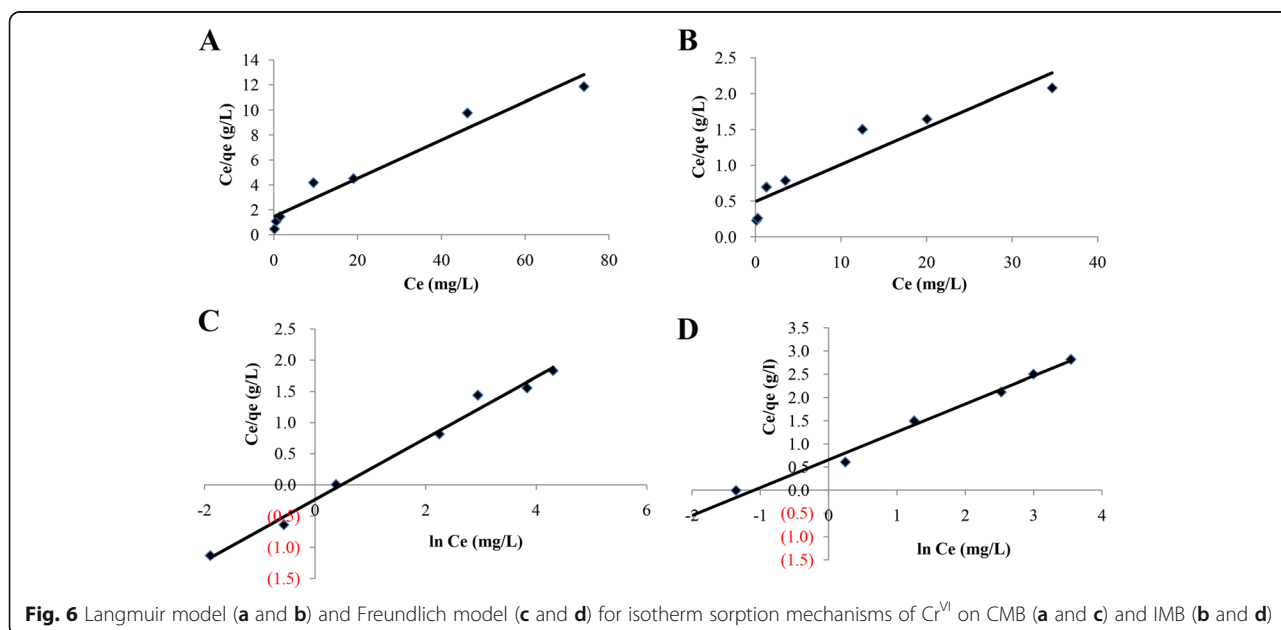 A
Ce/qe (g/L)
14
12
10
8
6
4
2
0
0 20 40 60 80
Ce (mg/L)
B
Ce/qe (g/L)
2.5
2.0
1.5
1.0
0.5
0.0
0 10 20 30 40
Ce (mg/L)
C
Ce/qe (g/L)
2.5
2.0
1.5
1.0
0.5
0.0
(0.5)
(1.0)
(1.5)
-2 0 2 4 6
ln Ce (mg/L)
D
Ce/qe (g/l)
3.5
3.0
2.5
2.0
1.5
1.0
0.5
0.0
(0.5)
(1.0)
(1.5)
-2 -1 0 1 2 3 4
ln Ce (mg/L)
Fig. 6 Langmuir model (a and b) and Freundlich model (c and d) for isotherm sorption mechanisms of Cr^VI on CMB (a and c) and IMB (b and d)